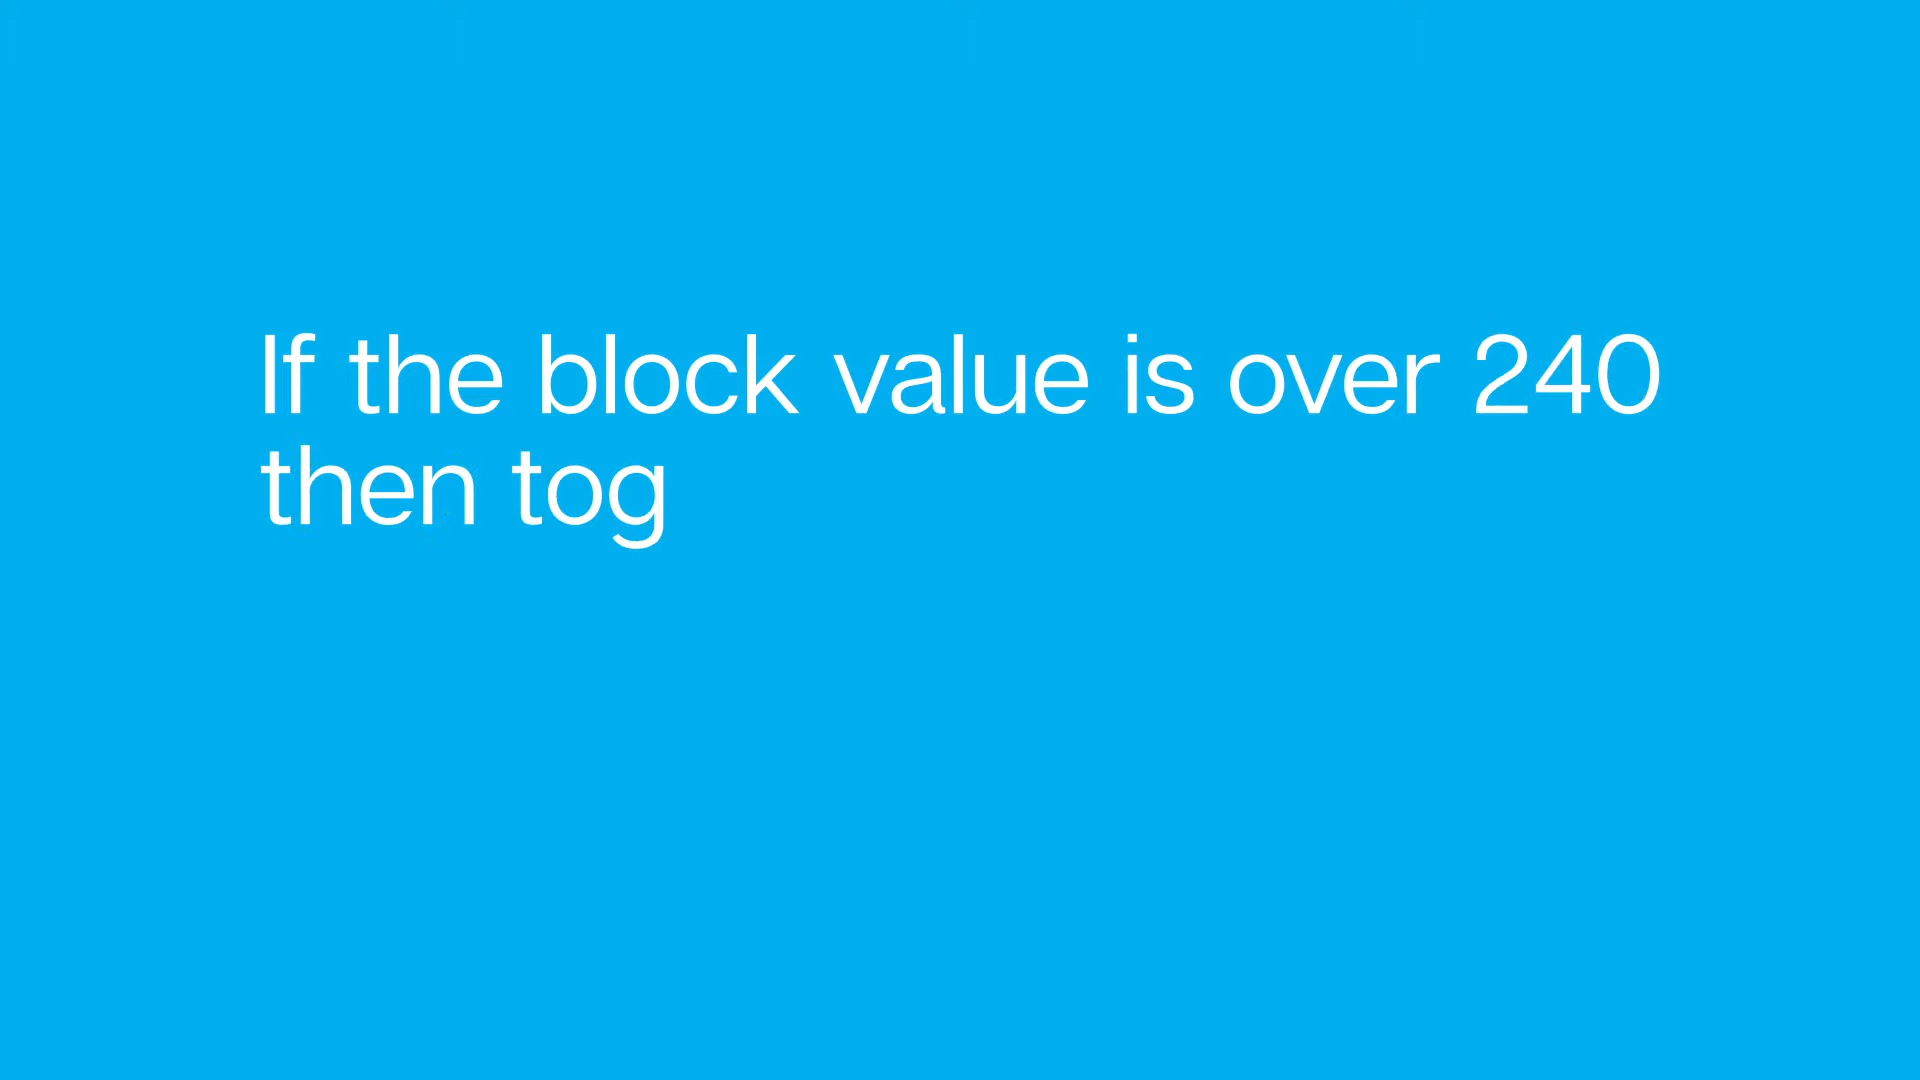 If the block value is over 240
then tog